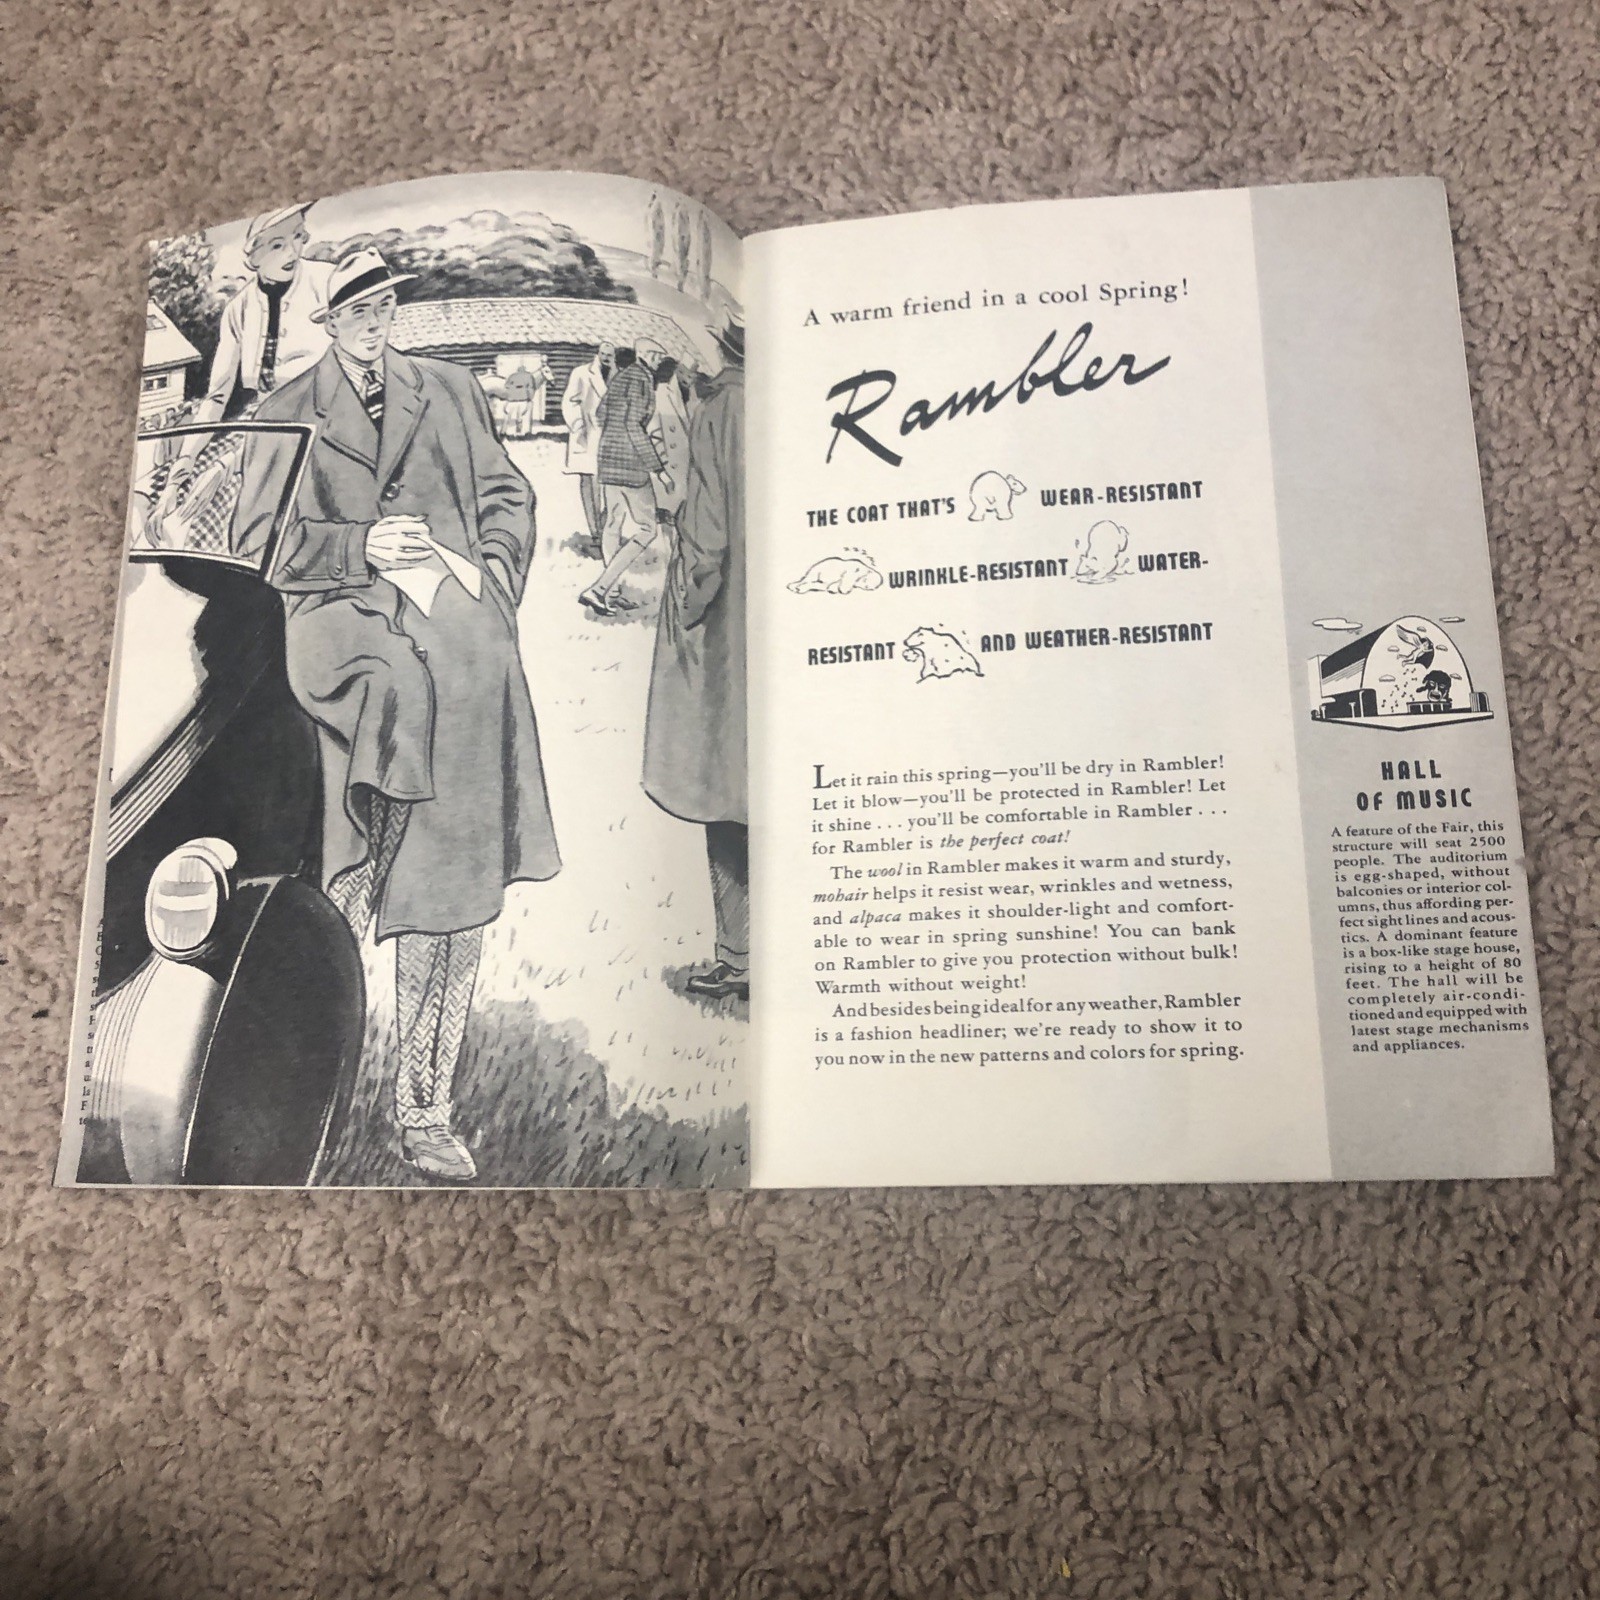 A warm friend in a cool Spring!
Rambler
THE COAT THAT'S WEAR-RESISTANT
WRINKLE-RESISTANT WATER-
RESISTANT AND WEATHER-RESISTANT
Let it rain this spring—you'll be dry in Rambler!
Let it blow—you'll be protected in Rambler! Let
it shine . . . you'll be comfortable in Rambler . . .
for Rambler is the perfect coat!
The wool in Rambler makes it warm and sturdy,
mohair helps it resist wear, wrinkles and wetness,
and alpaca makes it shoulder-light and comfort-
able to wear in spring sunshine! You can bank
on Rambler to give you protection without bulk!
Warmth without weight!
And besides being ideal for any weather, Rambler
is a fashion headliner; we're ready to show it to
you now in the new patterns and colors for spring.
HALL
OF MUSIC
A feature of the Fair, this
structure will seat 2500
people. The auditorium
is egg-shaped, without
balconies or interior col-
umns, thus affording per-
fect sight lines and acous-
tics. A dominant feature
is a box-like stage house,
rising to a height of 80
feet. The hall will be
completely air-condi-
tioned and equipped with
latest stage mechanisms
and appliances.